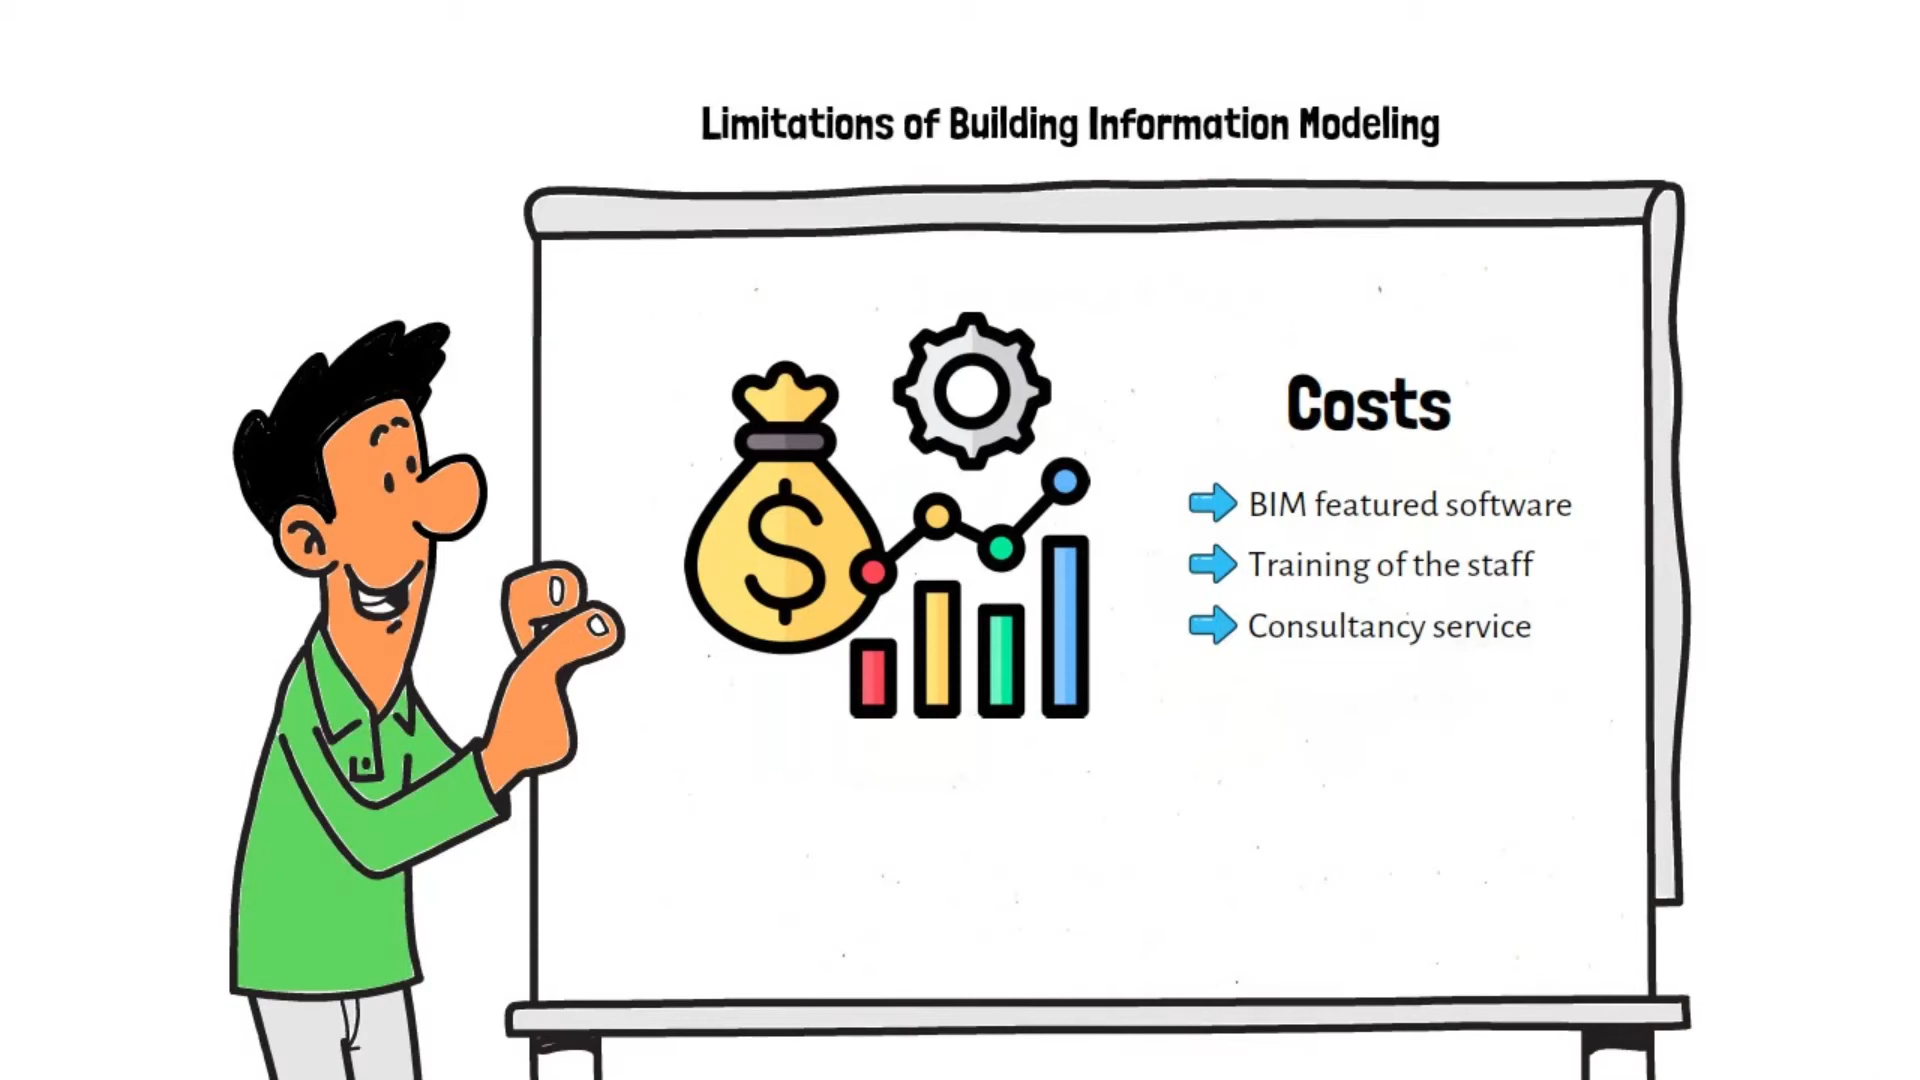 Limitations of Building Information Modeling
$
Costs
BIM featured software
Training of the staff
Consultancy service